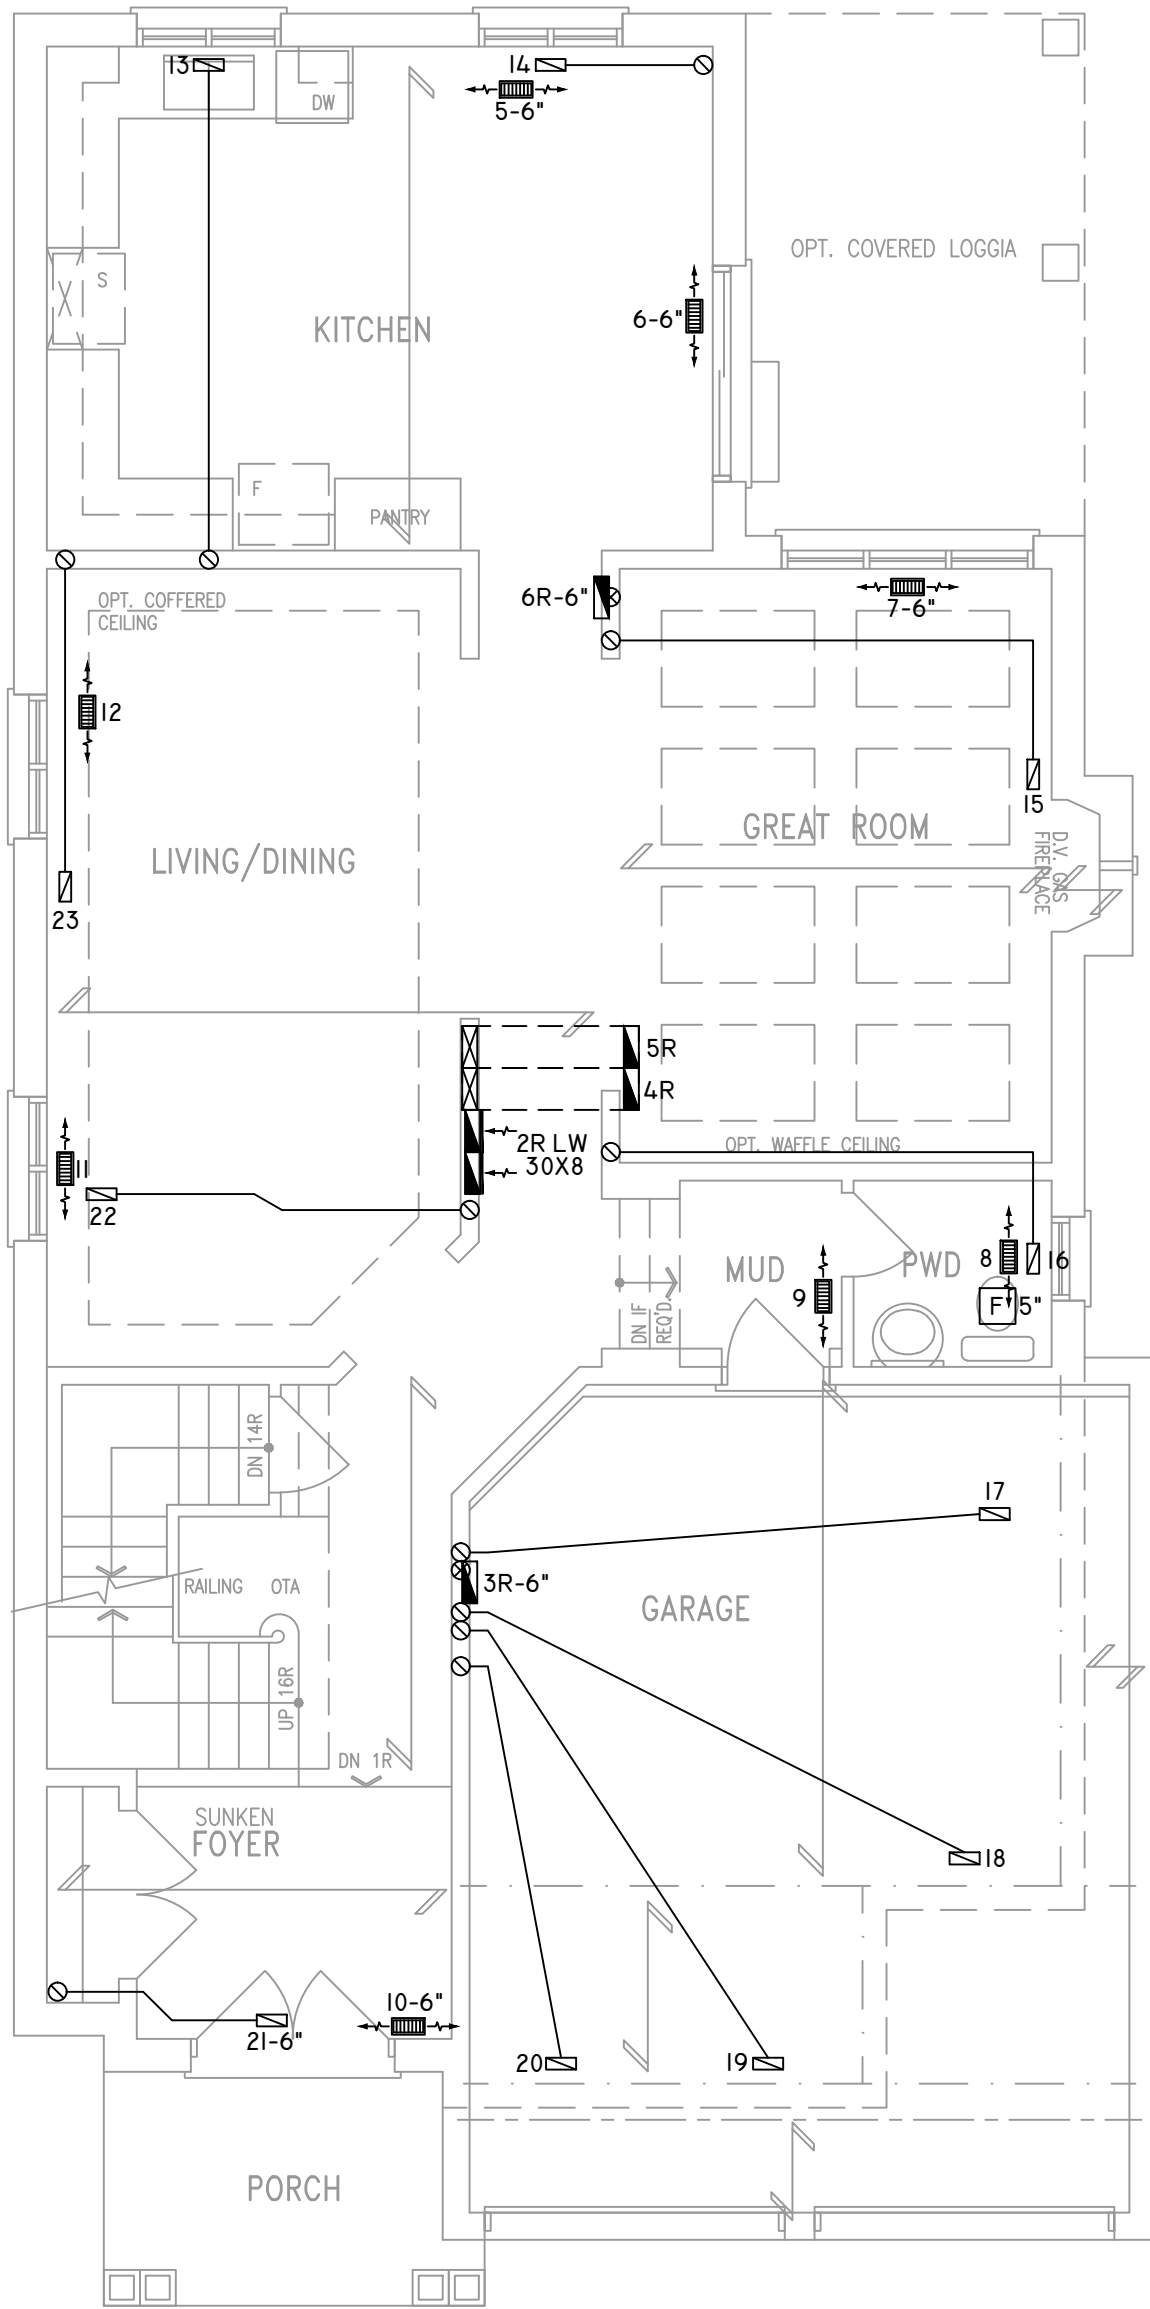 13
14
DW
5-6"
OPT. COVERED LOGGIA
S
KITCHEN
6-6"
F
PANTRY
OPT. COFFERED
CEILING
6R-6"
7-6"
12
15
GREAT ROOM
D.V. GAS
FIREPLACE
LIVING/DINING
23
5R
4R
2R LW
30X8
OPT. WAFFLE CEILING
11
22
MUD
PWD
8
16
9
F
5"
DN IF
REQ'D.
DN 14R
17
RAILING
OTA
3R-6"
GARAGE
UP 16R
DN 1R
SUNKEN
FOYER
18
10-6"
21-6"
20
19
PORCH